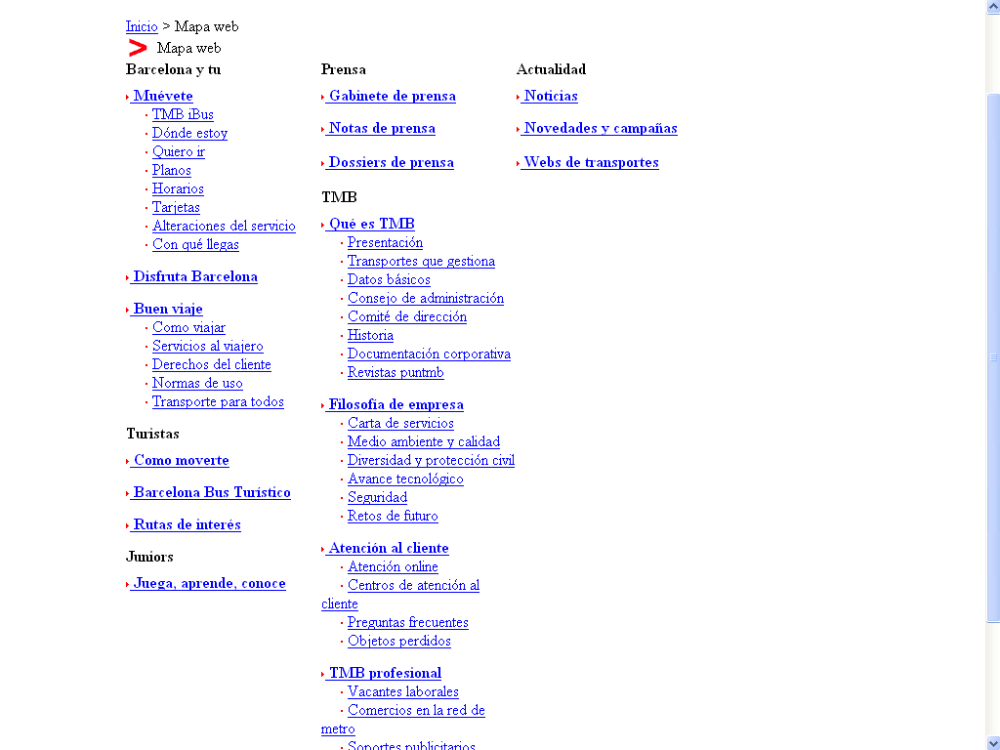 Inicio > Mapa web
> Mapa web
Barcelona y tu
Muévete
TMB iBus
Dónde estoy
Quiero ir
Planos
Horarios
Tarjetas
Alteraciones del servicio
Con qué llegas
Disfruta Barcelona
Buen viaje
Como viajar
Servicios al viajero
Derechos del cliente
Normas de uso
Transporte para todos
Turistas
Como moverte
Barcelona Bus Turístico
Rutas de interés
Juniors
Juega, aprende, conoce
Prensa
Gabinete de prensa
Notas de prensa
Dossiers de prensa
TMB
Qué es TMB
Presentación
Transportes que gestiona
Datos básicos
Consejo de administración
Comité de dirección
Historia
Documentación corporativa
Revistas puntmb
Filosofía de empresa
Carta de servicios
Medio ambiente y calidad
Diversidad y protección civil
Avance tecnológico
Seguridad
Retos de futuro
Atención al cliente
Atención online
Centros de atención al
cliente
Preguntas frecuentes
Objetos perdidos
TMB profesional
Vacantes laborales
Comercios en la red de
metro
Soportes publicitarios
Actualidad
Noticias
Novedades y campañas
Webs de transportes